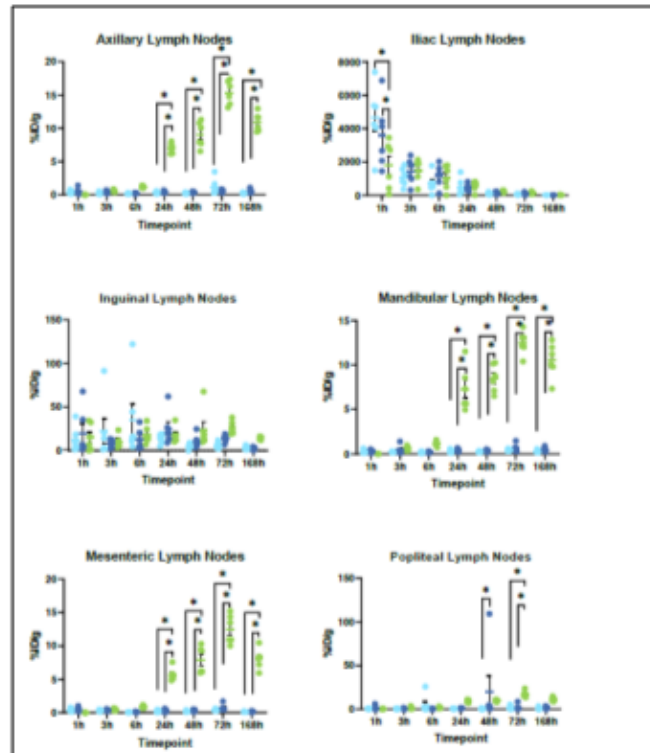 Axillary Lymph Nodes
20
15
10
5
0
%ID/g
1h 3h 6h 24h 48h 72h 168h
Timepoint
* * * * * * * *
Iliac Lymph Nodes
8000
6000
4000
2000
0
%ID/g
1h 3h 6h 24h 48h 72h 168h
Timepoint
* *
Inguinal Lymph Nodes
150
100
50
0
%ID/g
1h 3h 6h 24h 48h 72h 168h
Timepoint
Mandibular Lymph Nodes
15
10
5
0
%ID/g
1h 3h 6h 24h 48h 72h 168h
Timepoint
* * * * * * * *
Mesenteric Lymph Nodes
20
15
10
5
0
%ID/g
1h 3h 6h 24h 48h 72h 168h
Timepoint
* * * * * * * *
Popliteal Lymph Nodes
150
100
50
0
%ID/g
1h 3h 6h 24h 48h 72h 168h
Timepoint
* * *